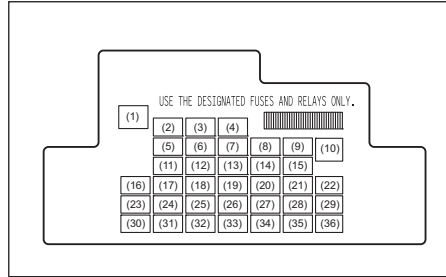 USE THE DESIGNATED FUSES AND RELAYS ONLY.
(1)
(2) (3) (4)
(5) (6) (7) (8) (9) (10)
(11) (12) (13) (14) (15)
(16) (17) (18) (19) (20) (21) (22)
(23) (24) (25) (26) (27) (28) (29)
(30) (31) (32) (33) (34) (35) (36)